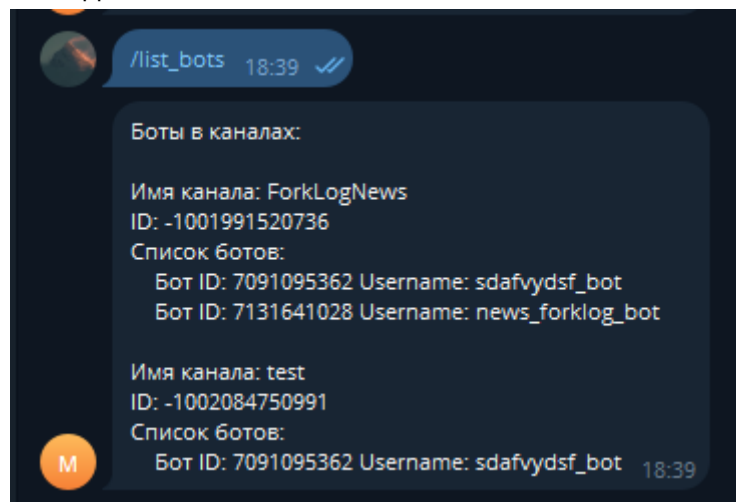 /list_bots 18:39
Боты в каналах:
Имя канала: ForkLogNews
ID: -1001991520736
Список ботов:
Бот ID: 7091095362 Username: sdafvydsf_bot
Бот ID: 7131641028 Username: news_forklog_bot
Имя канала: test
ID: -1002084750991
Список ботов:
Бот ID: 7091095362 Username: sdafvydsf_bot 18:39
M